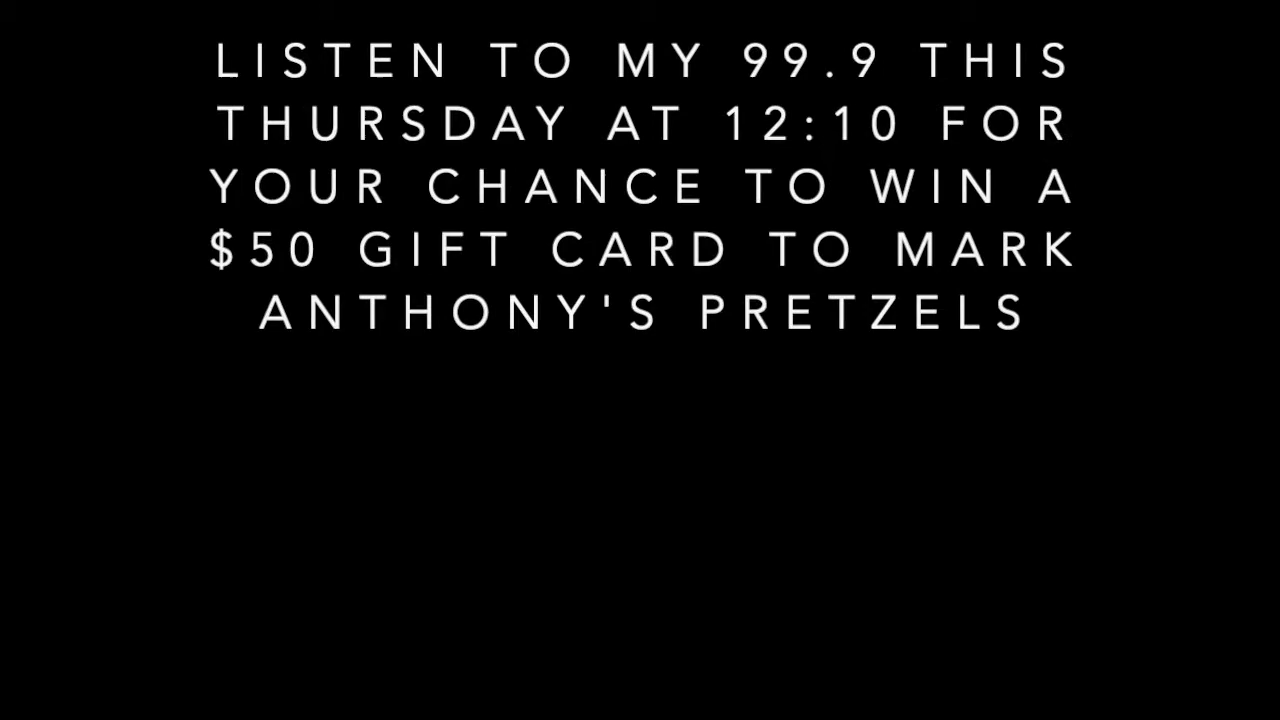 LISTEN TO MY 99.9 THIS
THURSDAY AT 12:10 FOR
YOUR CHANCE TO WIN A
$50 GIFT CARD TO MARK
ANTHONY'S PRETZELS